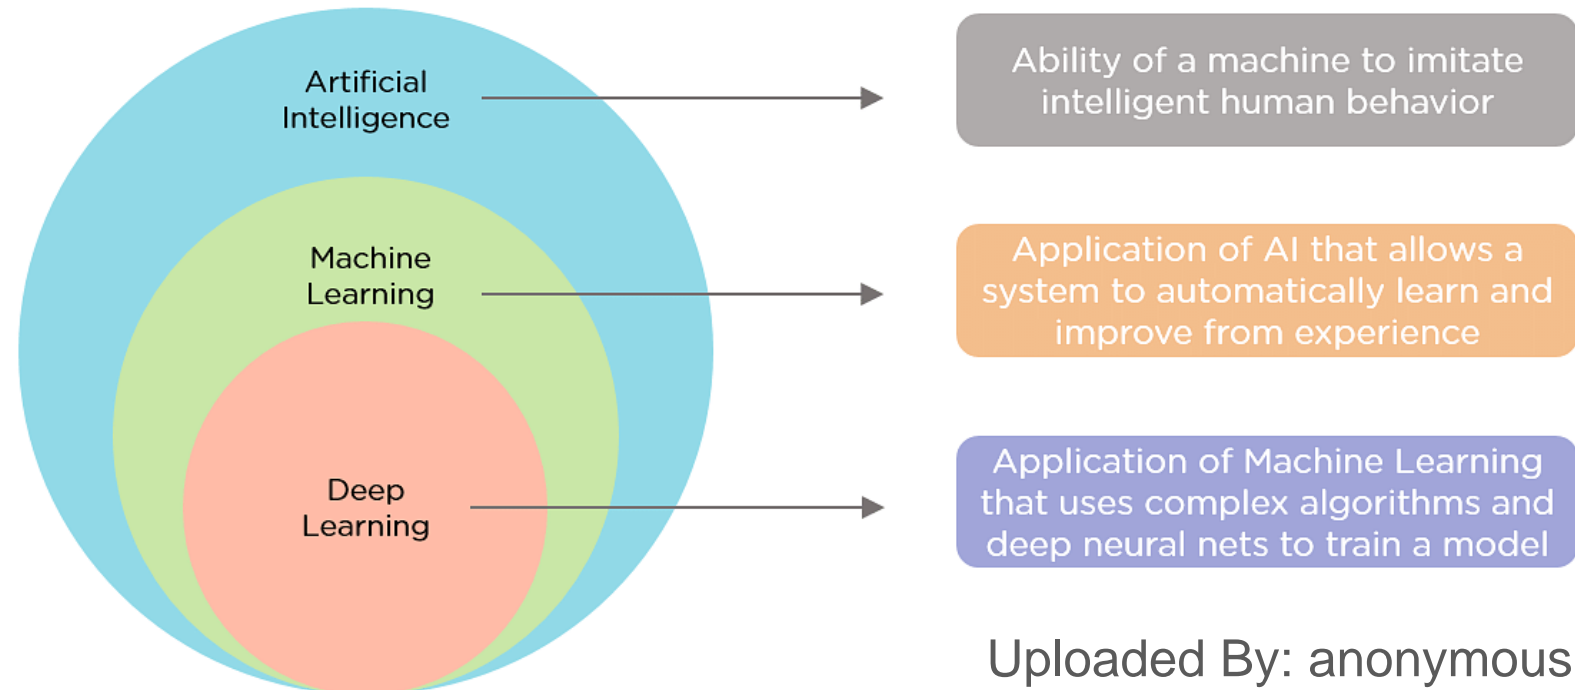 Artificial
Intelligence
Ability of a machine to imitate
intelligent human behavior
Machine
Learning
Application of AI that allows a
system to automatically learn and
improve from experience
Deep
Learning
Application of Machine Learning
that uses complex algorithms and
deep neural nets to train a model
Uploaded By: anonymous